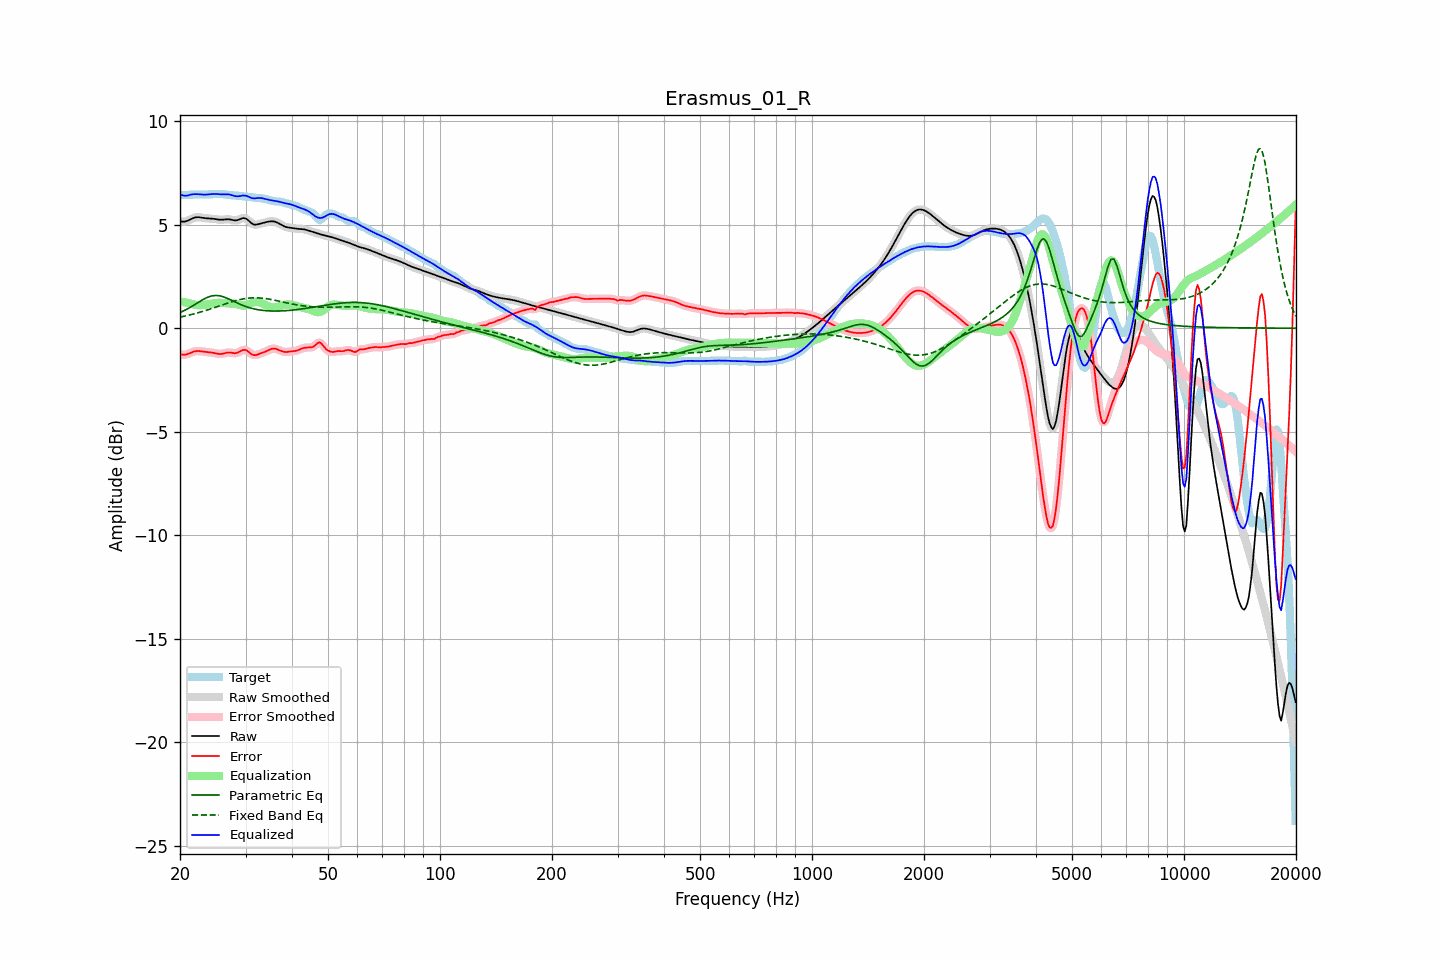 Erasmus_01_R
10
5
0
−5
−10
−15
−20
−25
Amplitude (dBr)
Target
Raw Smoothed
Error Smoothed
Raw
Error
Equalization
Parametric Eq
Fixed Band Eq
Equalized
20 50 100 200 500 1000 2000 5000 10000 20000
Frequency (Hz)